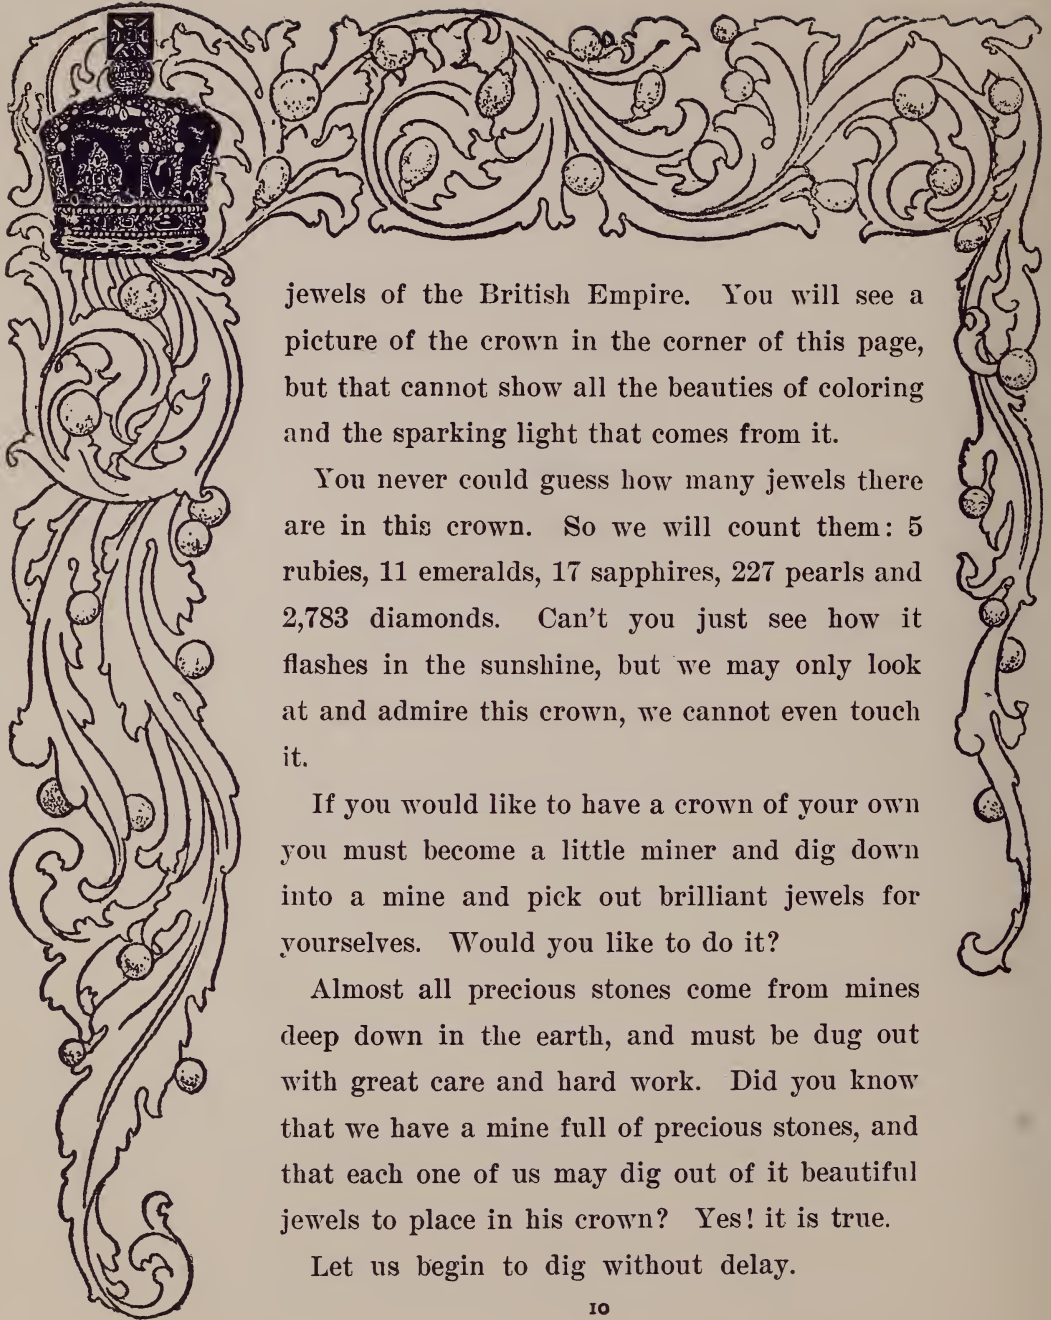 jewels of the British Empire. You will see a
picture of the crown in the corner of this page,
but that cannot show all the beauties of coloring
and the sparking light that comes from it.
You never could guess how many jewels there
are in this crown. So we will count them: 5
rubies, 11 emeralds, 17 sapphires, 227 pearls and
2,783 diamonds. Can't you just see how it
flashes in the sunshine, but we may only look
at and admire this crown, we cannot even touch
it.
If you would like to have a crown of your own
you must become a little miner and dig down
into a mine and pick out brilliant jewels for
yourselves. Would you like to do it?
Almost all precious stones come from mines
deep down in the earth, and must be dug out
with great care and hard work. Did you know
that we have a mine full of precious stones, and
that each one of us may dig out of it beautiful
jewels to place in his crown? Yes! it is true.
Let us begin to dig without delay.
10